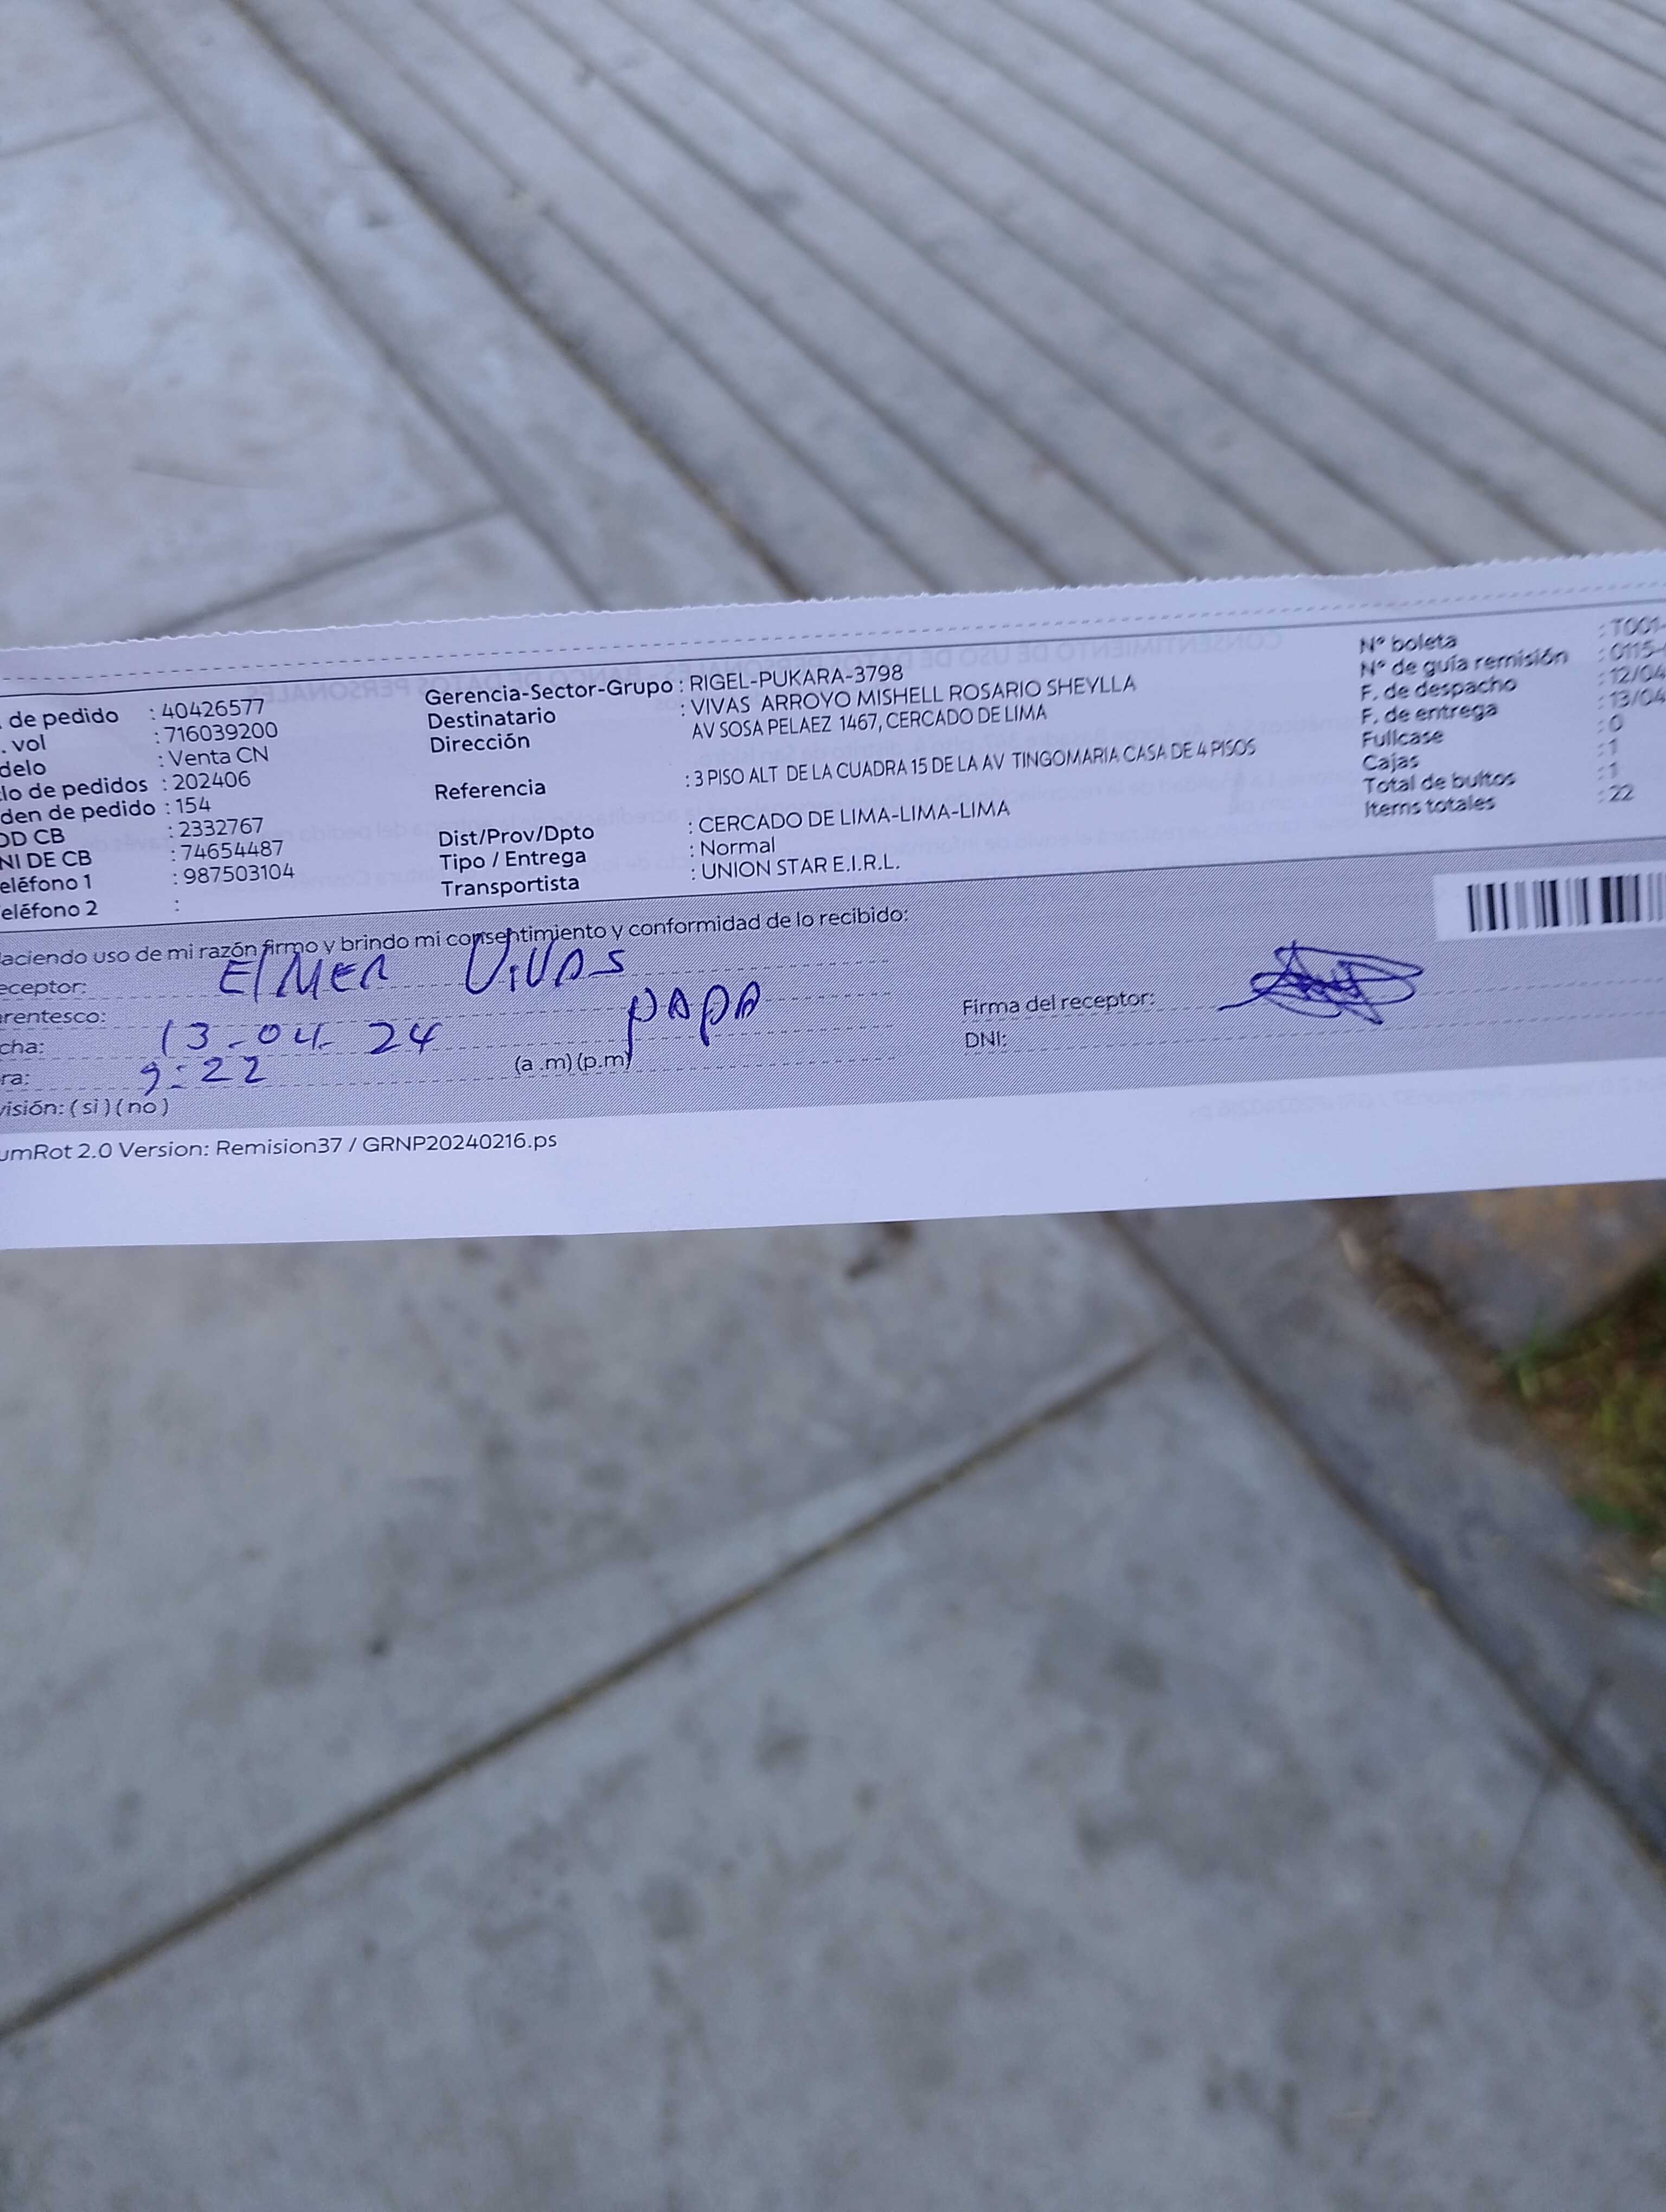 de pedido : 40426577
. vol : 716039200
delo : Venta CN
lo de pedidos : 202406
den de pedido : 154
OD CB : 2332767
NI DE CB : 74654487
eléfono 1 : 987503104
eléfono 2 :
Gerencia-Sector-Grupo : RIGEL-PUKARA-3798
Destinatario : VIVAS ARROYO MISHELL ROSARIO SHEYLLA
Dirección AV SOSA PELAEZ 1467, CERCADO DE LIMA
Referencia : 3 PISO ALT DE LA CUADRA 15 DE LA AV TINGOMARIA CASA DE 4 PISOS
Dist/Prov/Dpto : CERCADO DE LIMA-LIMA-LIMA
Tipo / Entrega : Normal
Transportista : UNION STAR E.I.R.L.
Nº boleta : T001-
Nº de guía remisión : 0115-
F. de despacho : 12/04
F. de entrega : 13/04
Fullcase : 0
Cajas : 1
Total de bultos : 1
Items totales : 22
aciendo uso de mi razón firmo y brindo mi consentimiento y conformidad de lo recibido:
eceptor: ElMER ViVAS
rentesco: PAPA
cha: 13-04-24
ra: 9:22 (a .m) (p.m)
visión: ( si ) ( no )
Firma del receptor:
DNI:
umRot 2.0 Version: Remision37 / GRNP20240216.ps